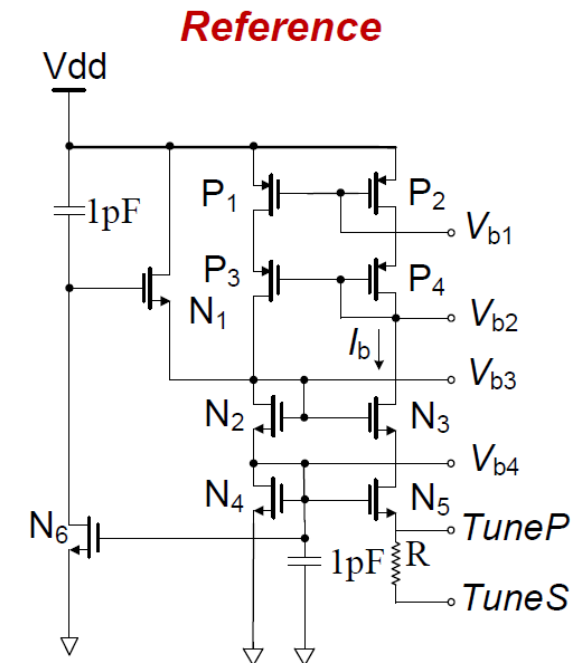 Reference
Vdd
P1
P2
1pF
Vb1
P3
P4
N1
Vb2
Ib
Vb3
N2
N3
Vb4
N4
N5
N6
TuneP
1pF
R
TuneS